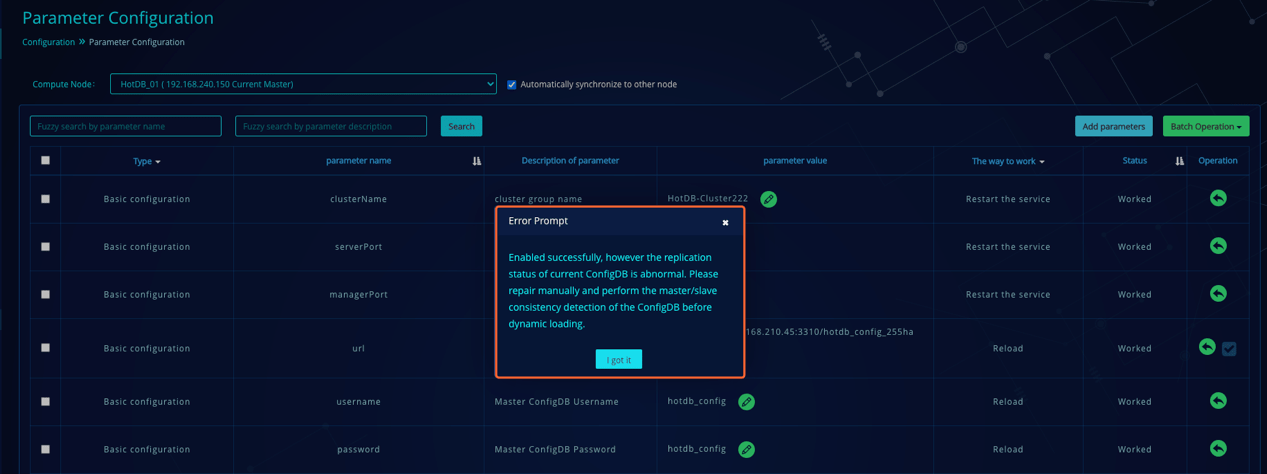 Parameter Configuration
Configuration » Parameter Configuration
Compute Node: HotDB_01 ( 192.168.240.150 Current Master) Automatically synchronize to other node
Fuzzy search by parameter name Fuzzy search by parameter description Search Add parameters Batch Operation
Type parameter name Description of parameter parameter value The way to work Status Operation
Basic configuration clusterName cluster group name HotDB-Cluster222 Restart the service Worked
Error Prompt
Basic configuration serverPort Restart the service Worked
Enabled successfully, however the replication
status of current ConfigDB is abnormal. Please
repair manually and perform the master/slave
consistency detection of the ConfigDB before
dynamic loading.
I got it
Basic configuration managerPort Restart the service Worked
168.210.45:3310/hotdb_config_255ha
Basic configuration url Reload Worked
Basic configuration username Master ConfigDB Username hotdb_config Reload Worked
Basic configuration password Master ConfigDB Password hotdb_config Reload Worked